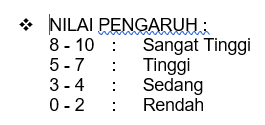 ❖ NILAI PENGARUH :
8 - 10 : Sangat Tinggi
5 - 7 : Tinggi
3 - 4 : Sedang
0 - 2 : Rendah